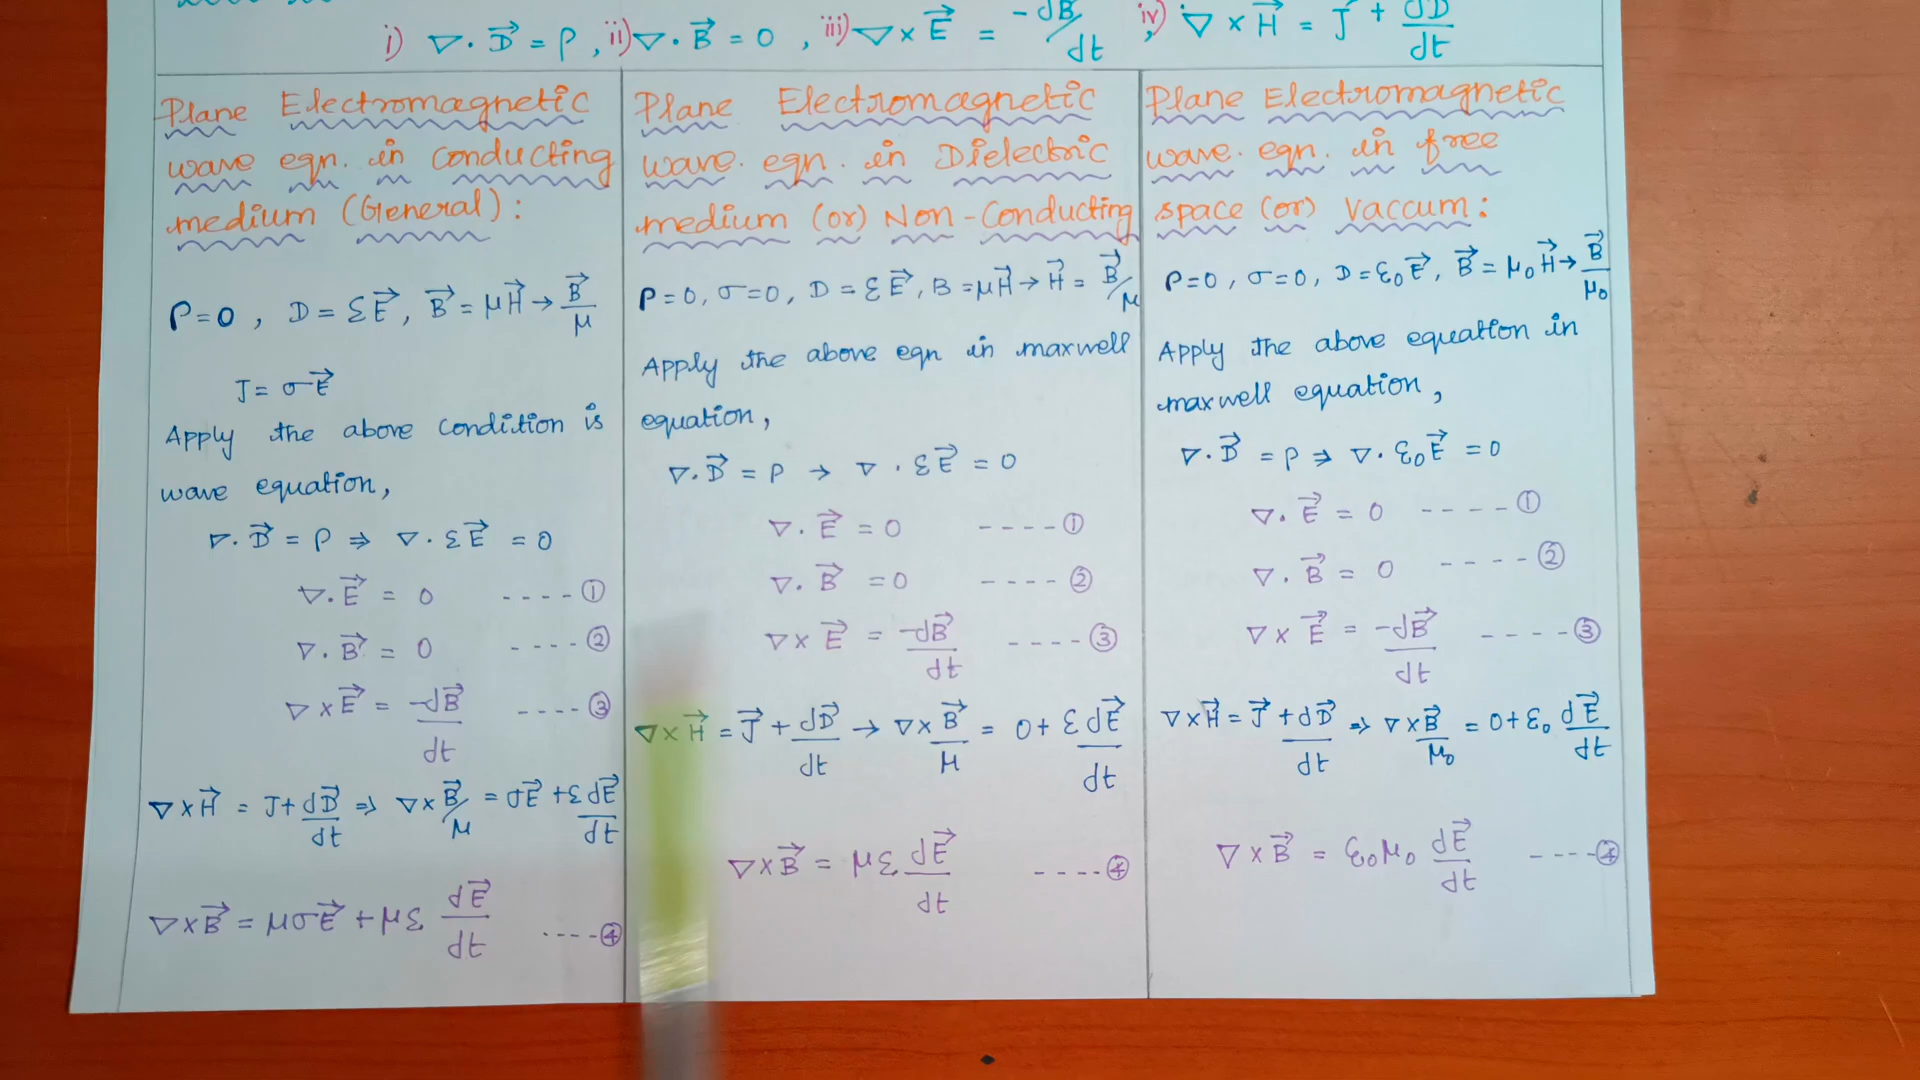 i) ∇·D⃗ = ρ , ii) ∇·B⃗ = 0 , iii) ∇×E⃗ = -dB/dt , iv) ∇×H⃗ = J⃗ + dD/dt
Plane Electromagnetic
wave eqn. in conducting
medium (General) :
ρ=0 , D = εE⃗, B⃗ = μH⃗ → B⃗/μ
J = σE⃗
Apply the above condition is
wave equation,
∇·D⃗ = ρ ⇒ ∇·εE⃗ = 0
∇·E⃗ = 0 ----①
∇·B⃗ = 0 ----②
∇×E⃗ = -dB⃗/dt ----③
∇×H⃗ = J+dD⃗/dt ⇒ ∇×B⃗/μ = σE⃗ + εdE⃗/dt
∇×B⃗ = μσE⃗ + με dE⃗/dt ----④
Plane Electromagnetic
wave. eqn. in Dielectric
medium (or) Non-Conducting
ρ=0, σ=0, D = εE⃗, B=μH⃗→H⃗ = B⃗/μ
Apply the above eqn in maxwell
equation,
∇·D⃗ = ρ → ∇·εE⃗ = 0
∇·E⃗ = 0 ----①
∇·B⃗ = 0 ----②
∇×E⃗ = -dB⃗/dt ----③
∇×H⃗ = J⃗ + dD⃗/dt → ∇×B⃗/μ = 0+ εdE⃗/dt
∇×B⃗ = με dE⃗/dt ----④
Plane Electromagnetic
wave. eqn. in free
space (or) Vaccum :
ρ=0, σ=0, D=ε₀E⃗, B⃗ = μ₀H⃗→B⃗/μ₀
Apply the above equation in
maxwell equation,
∇·D⃗ = ρ ⇒ ∇·ε₀E⃗ = 0
∇·E⃗ = 0 ----①
∇·B⃗ = 0 ----②
∇×E⃗ = -dB⃗/dt ----③
∇×H⃗ = J⃗ + dD⃗/dt ⇒ ∇×B⃗/μ₀ = 0+ε₀ dE⃗/dt
∇×B⃗ = ε₀μ₀ dE⃗/dt ----④